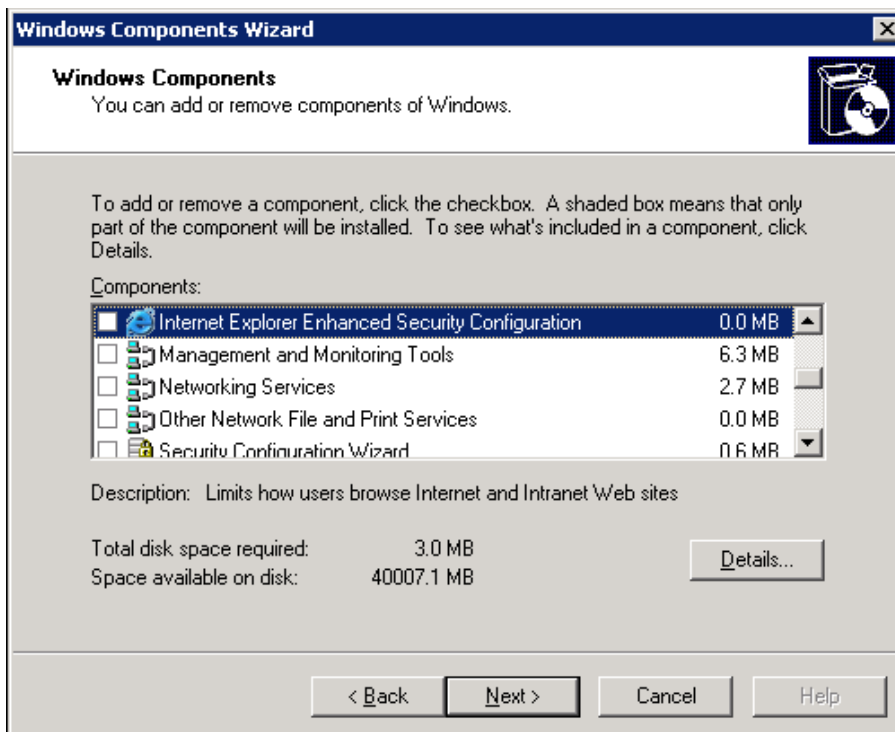 Windows Components Wizard
Windows Components
You can add or remove components of Windows.
To add or remove a component, click the checkbox. A shaded box means that only
part of the component will be installed. To see what's included in a component, click
Details.
Components:
Internet Explorer Enhanced Security Configuration 0.0 MB
Management and Monitoring Tools 6.3 MB
Networking Services 2.7 MB
Other Network File and Print Services 0.0 MB
Security Configuration Wizard 0.6 MB
Description: Limits how users browse Internet and Intranet Web sites
Total disk space required: 3.0 MB
Space available on disk: 40007.1 MB
Details...
< Back Next > Cancel Help